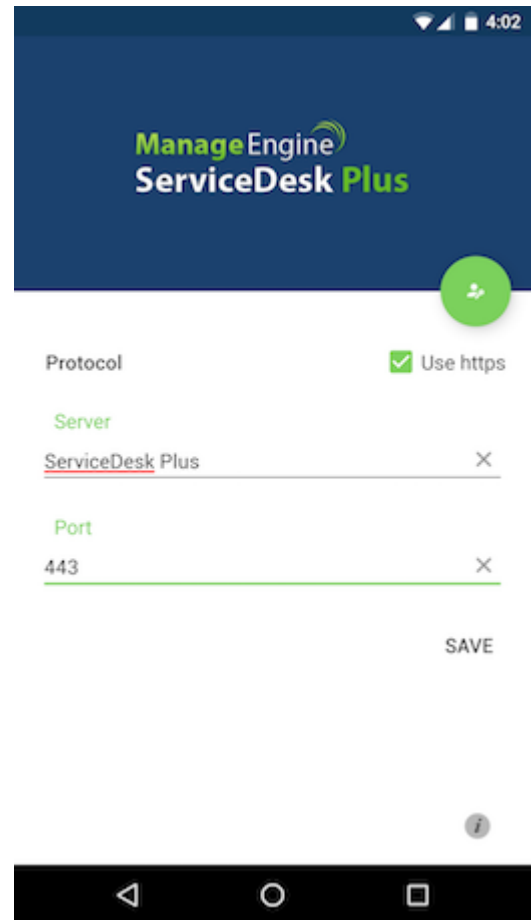 4:02
ManageEngine
ServiceDesk Plus
Protocol
Use https
Server
ServiceDesk Plus
Port
443
SAVE
i